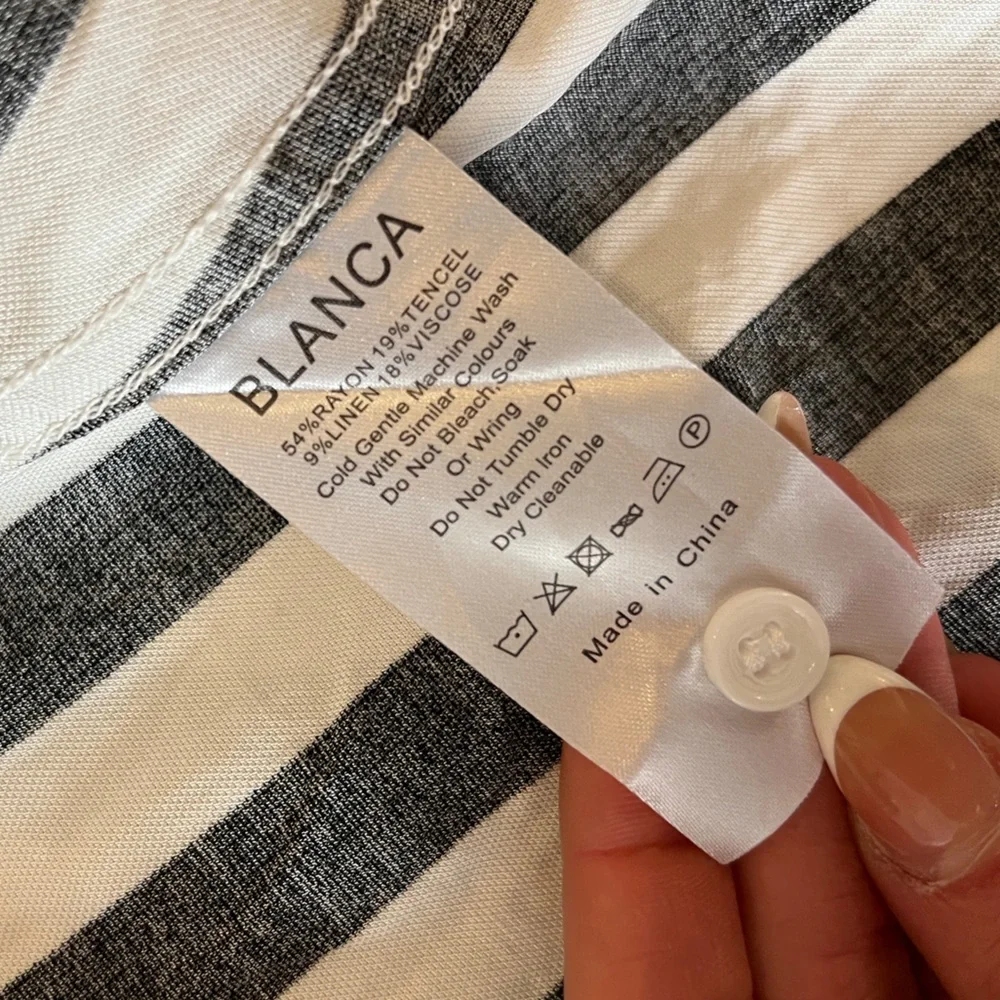 BLANCA
54%RAYON 19%TENCEL
9%LINEN 18%VISCOSE
Cold Gentle Machine Wash
With Similar Colours
Do Not Bleach,Soak
Or Wring
Do Not Tumble Dry
Warm Iron
Dry Cleanable
P
Made in China